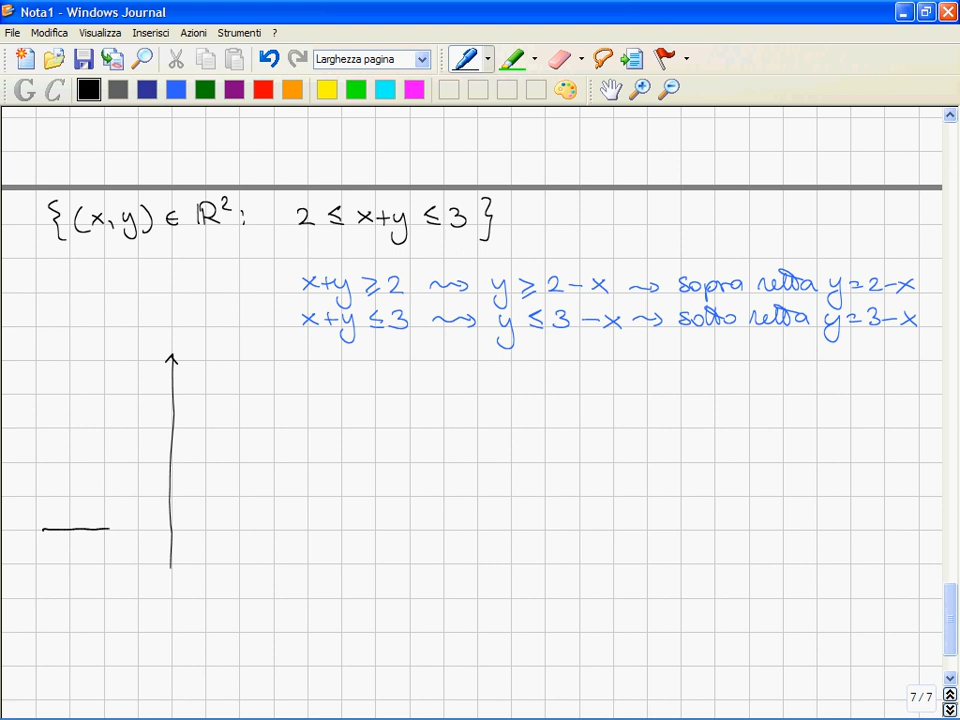 Nota1 - Windows Journal
File Modifica Visualizza Inserisci Azioni Strumenti ?
Larghezza pagina
G C
{(x,y) ∈ ℝ²: 2 ≤ x+y ≤ 3}
x+y ≥ 2 ⇝ y ≥ 2-x → sopra retta y=2-x
x+y ≤ 3 ⇝ y ≤ 3-x → sotto retta y=3-x
7/7